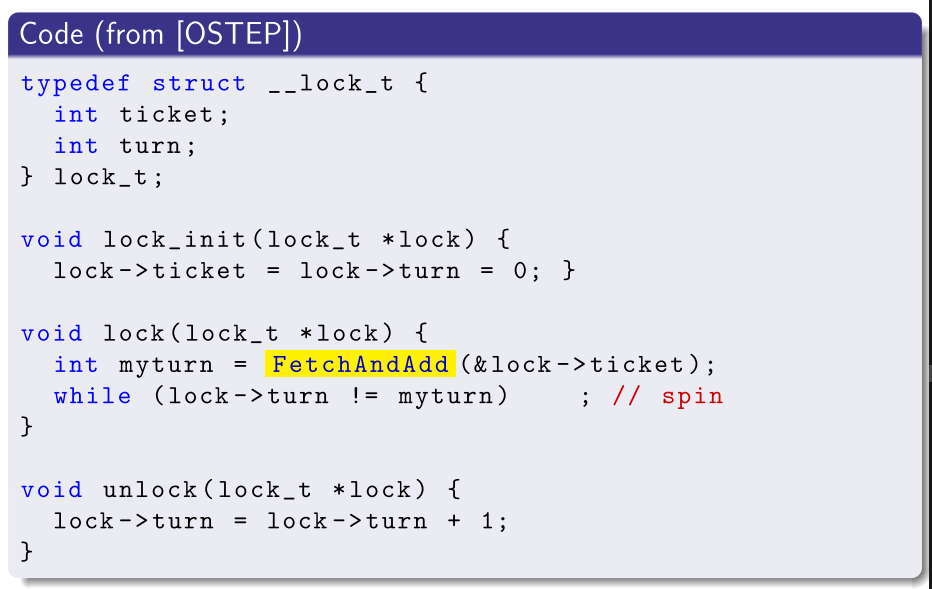 Code (from [OSTEP])
typedef struct __lock_t {
  int ticket;
  int turn;
} lock_t;

void lock_init(lock_t *lock) {
  lock->ticket = lock->turn = 0; }

void lock(lock_t *lock) {
  int myturn = FetchAndAdd(&lock->ticket);
  while (lock->turn != myturn)    ; // spin
}

void unlock(lock_t *lock) {
  lock->turn = lock->turn + 1;
}